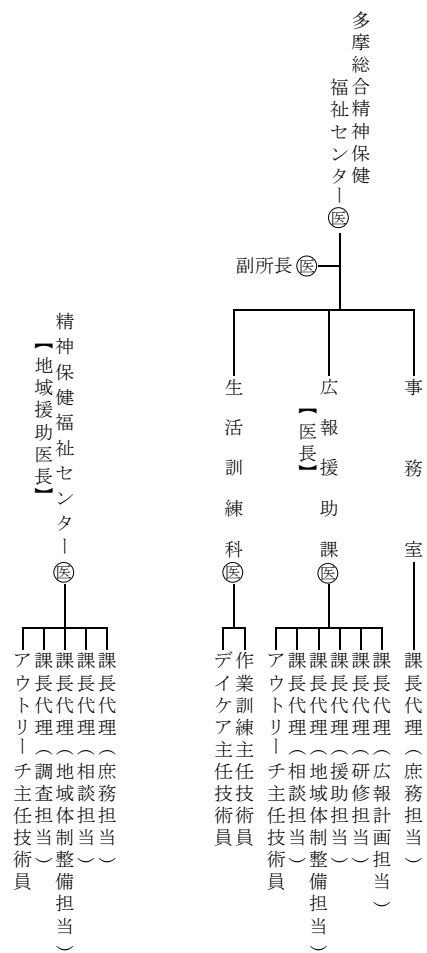 多摩総合精神保健
福祉センター㊩
副所長㊩
事務室
課長代理（庶務担当）
広報援助課㊩
【医長】
課長代理（広報計画担当）
課長代理（研修担当）
課長代理（援助担当）
課長代理（地域体制整備担当）
課長代理（相談担当）
アウトリーチ主任技術員
生活訓練科㊩
作業訓練主任技術員
デイケア主任技術員
精神保健福祉センター㊩
【地域援助医長】
課長代理（庶務担当）
課長代理（相談担当）
課長代理（地域体制整備担当）
課長代理（調査担当）
アウトリーチ主任技術員